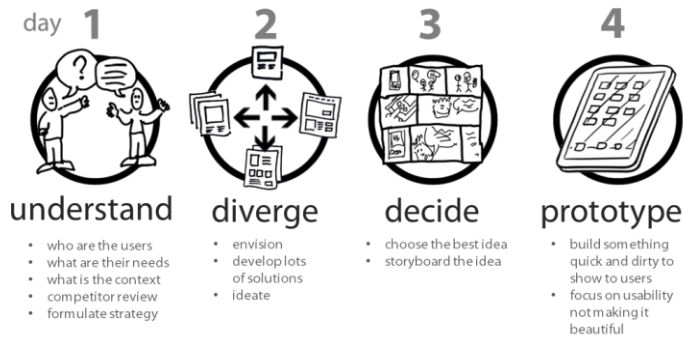 day 1 2 3 4
?
understand
• who are the users
• what are their needs
• what is the context
• competitor review
• formulate strategy
diverge
• envision
• develop lots
of solutions
• ideate
decide
• choose the best idea
• storyboard the idea
prototype
• build something
quick and dirty to
show to users
• focus on usability
not making it
beautiful